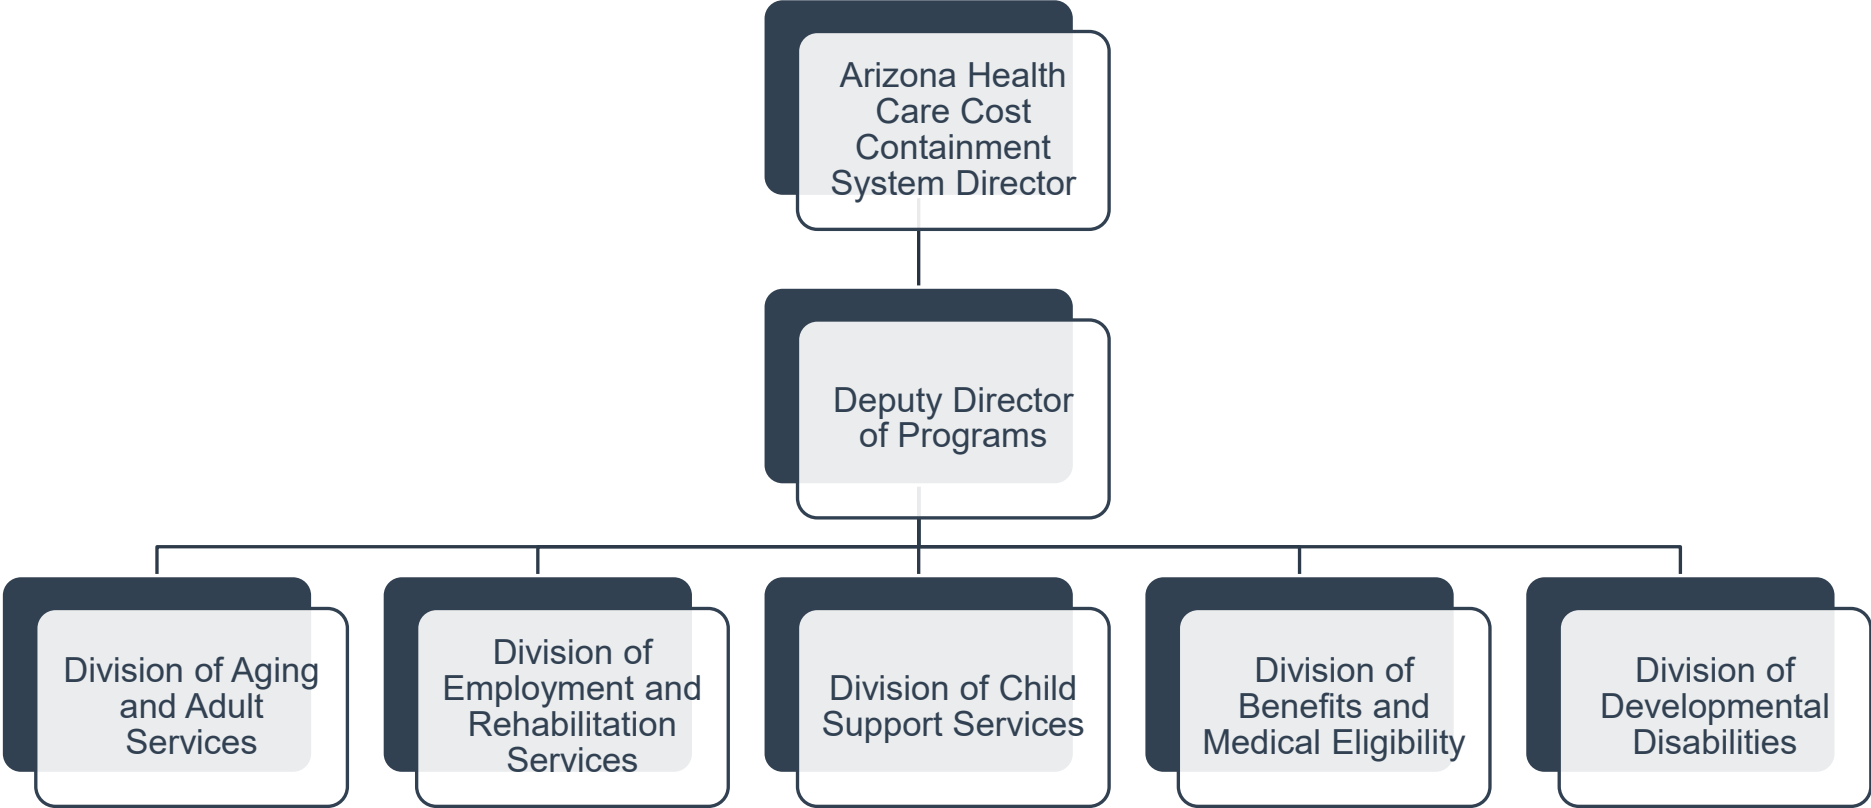 Arizona Health
Care Cost
Containment
System Director
Deputy Director
of Programs
Division of Aging
and Adult
Services
Division of
Employment and
Rehabilitation
Services
Division of Child
Support Services
Division of
Benefits and
Medical Eligibility
Division of
Developmental
Disabilities